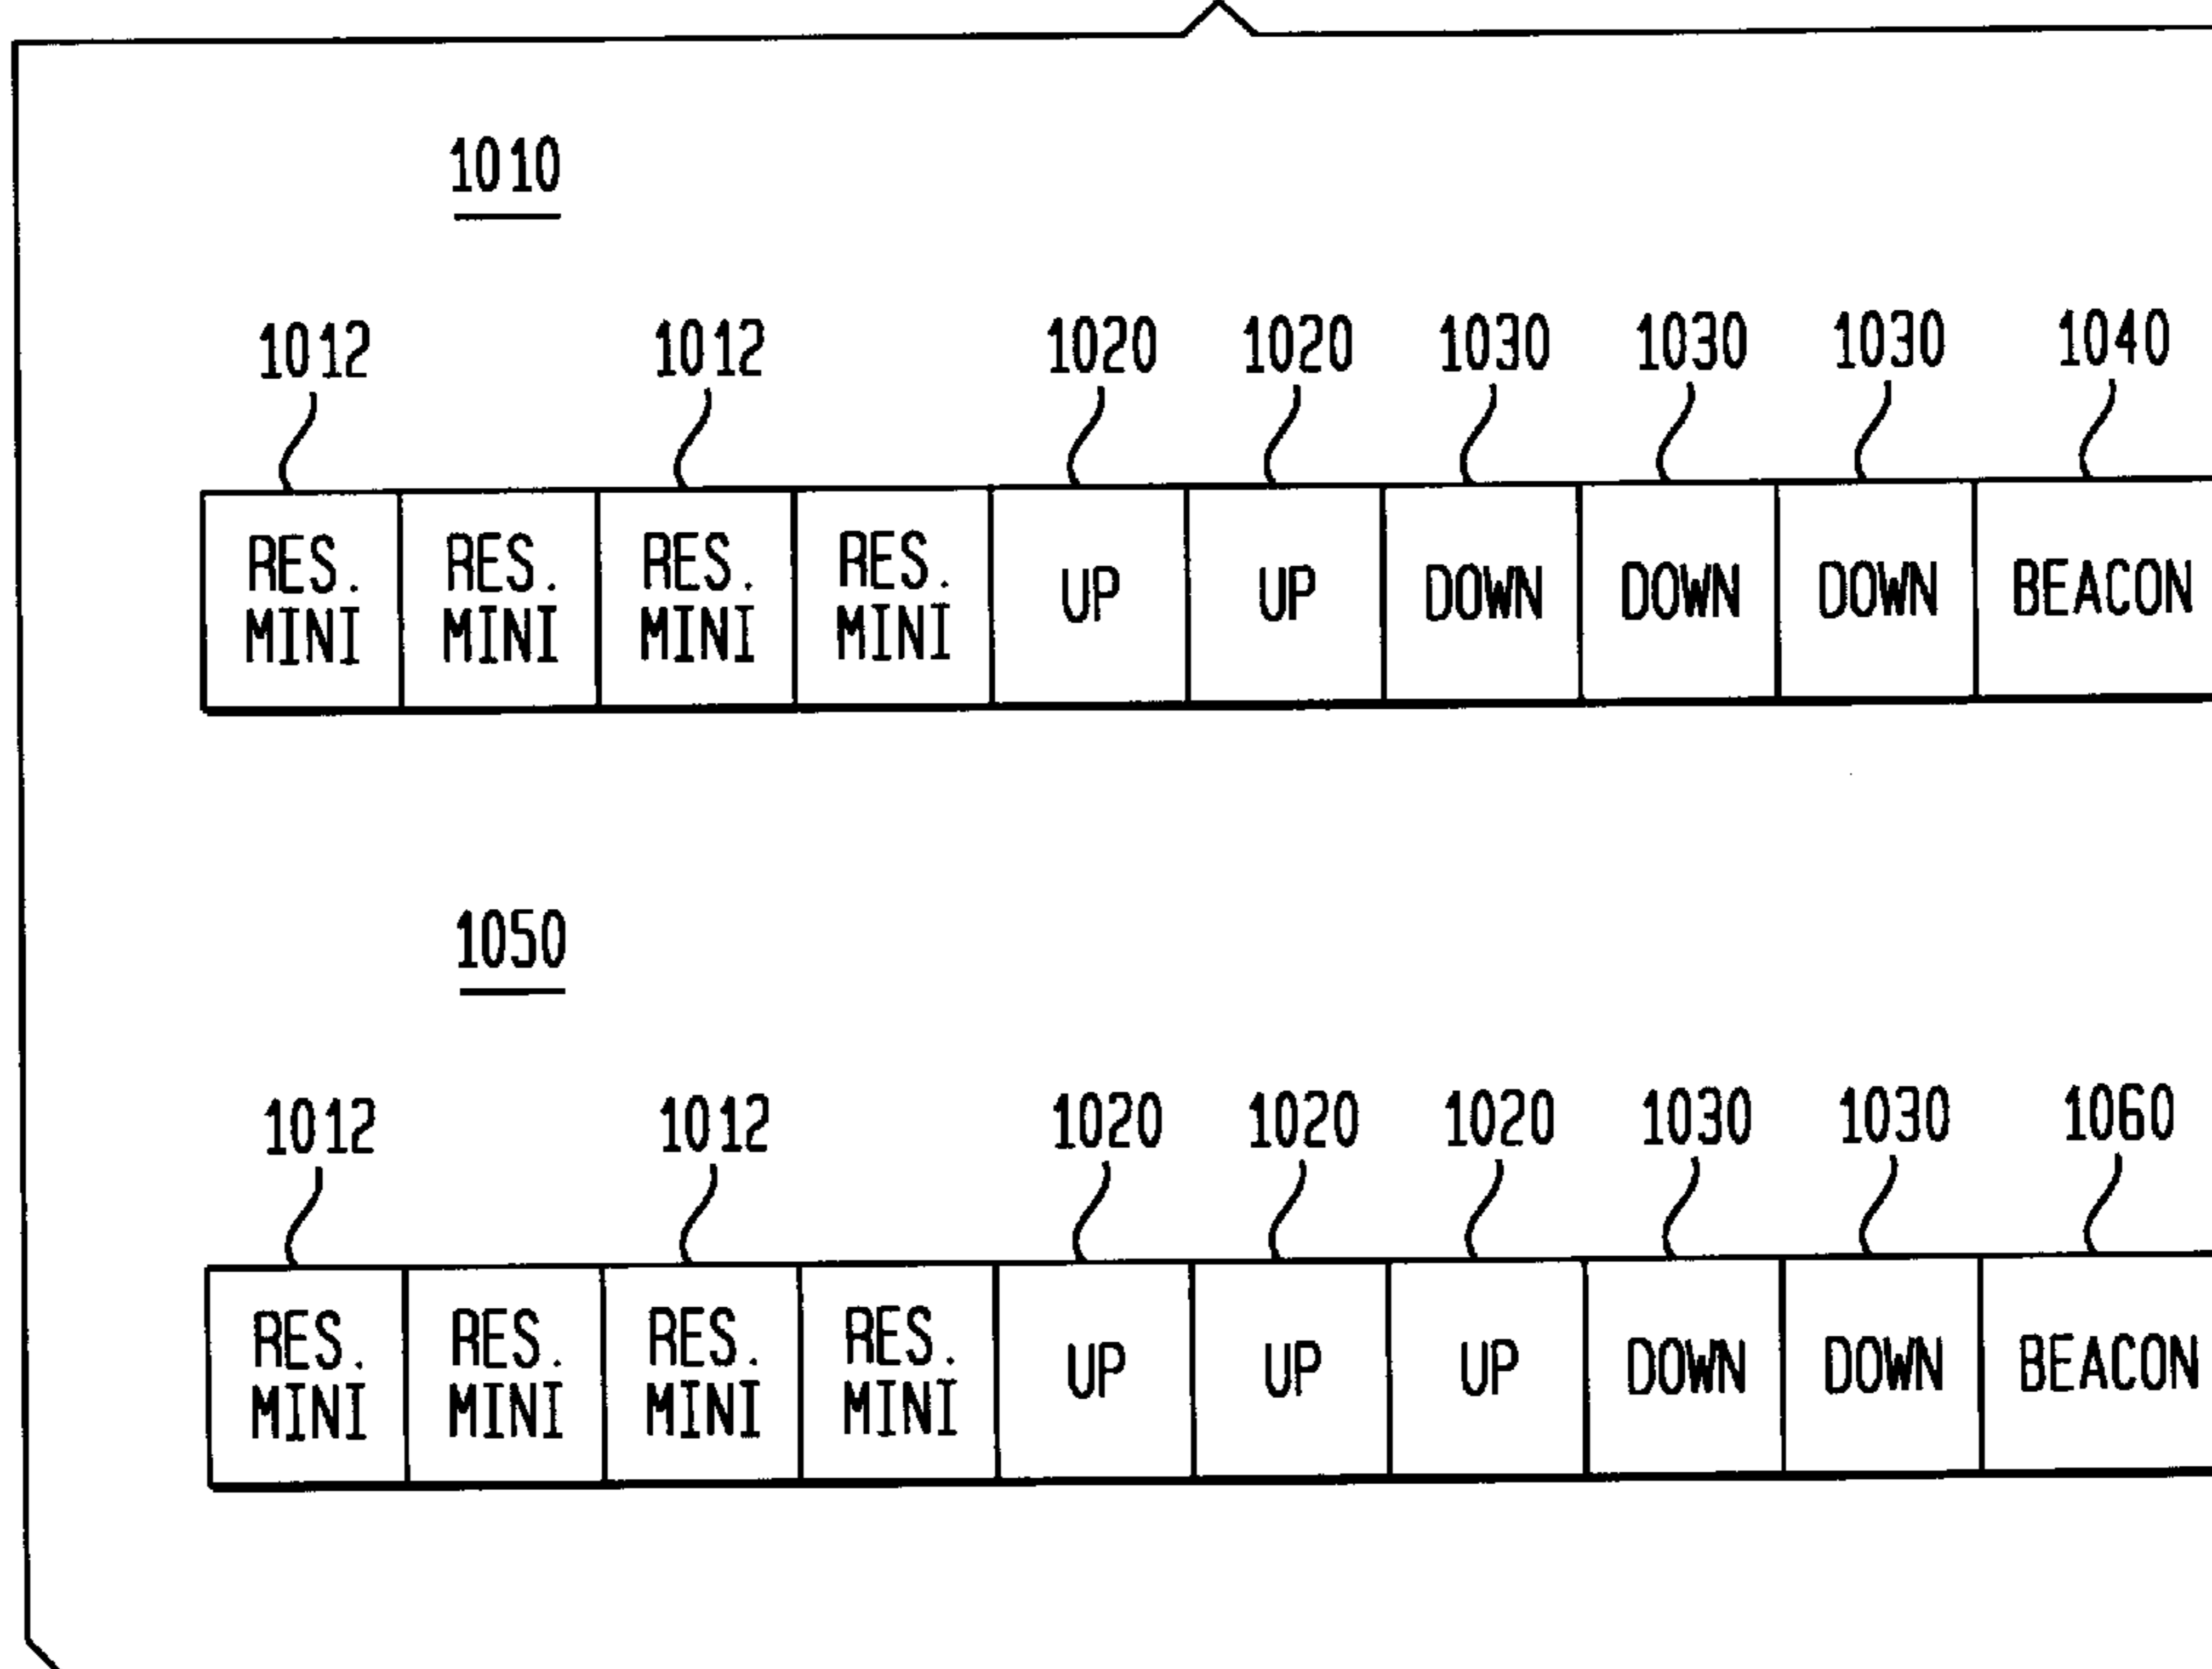 1010
1012 1012 1020 1020 1030 1030 1030 1040
RES. RES. RES. RES. UP UP DOWN DOWN DOWN BEACON
MINI MINI MINI MINI
1050
1012 1012 1020 1020 1020 1030 1030 1060
RES. RES. RES. RES. UP UP UP DOWN DOWN BEACON
MINI MINI MINI MINI